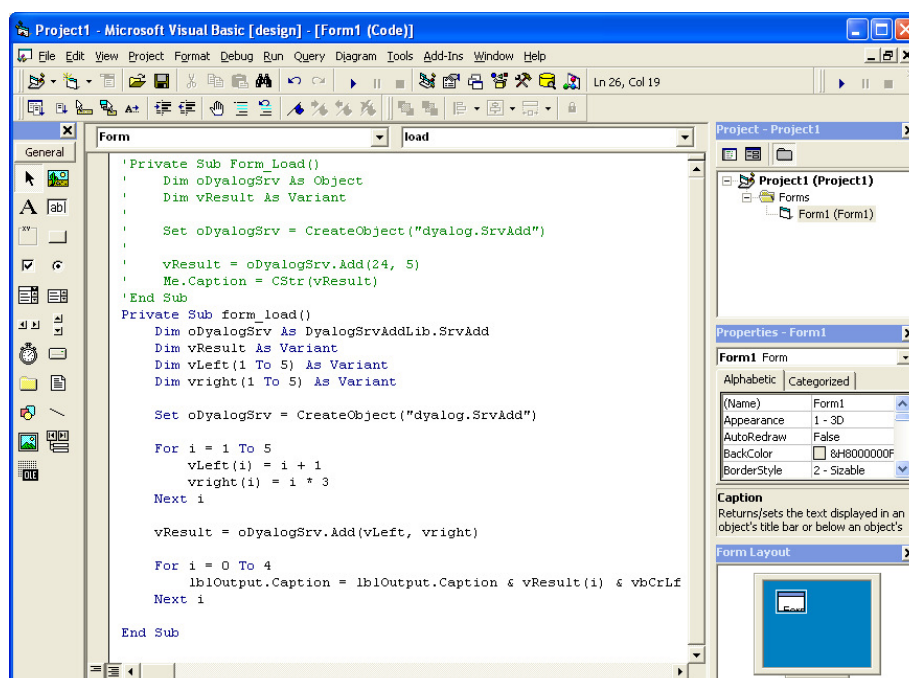 Project1 - Microsoft Visual Basic [design] - [Form1 (Code)]
File Edit View Project Format Debug Run Query Diagram Tools Add-Ins Window Help
Ln 26, Col 19
General
Form
load
'Private Sub Form_Load()
'    Dim oDyalogSrv As Object
'    Dim vResult As Variant
'
'    Set oDyalogSrv = CreateObject("dyalog.SrvAdd")
'
'    vResult = oDyalogSrv.Add(24, 5)
'    Me.Caption = CStr(vResult)
'End Sub
Private Sub form_load()
    Dim oDyalogSrv As DyalogSrvAddLib.SrvAdd
    Dim vResult As Variant
    Dim vLeft(1 To 5) As Variant
    Dim vright(1 To 5) As Variant
    Set oDyalogSrv = CreateObject("dyalog.SrvAdd")
    For i = 1 To 5
        vLeft(i) = i + 1
        vright(i) = i * 3
    Next i
    vResult = oDyalogSrv.Add(vLeft, vright)
    For i = 0 To 4
        lblOutput.Caption = lblOutput.Caption & vResult(i) & vbCrLf
    Next i
End Sub
A
abl
xv
OLE
Project - Project1
Project1 (Project1)
Forms
Form1 (Form1)
Properties - Form1
Form1 Form
Alphabetic Categorized
(Name) Form1
Appearance 1 - 3D
AutoRedraw False
BackColor &H8000000F
BorderStyle 2 - Sizable
Caption
Returns/sets the text displayed in an
object's title bar or below an object's
Form Layout
Form